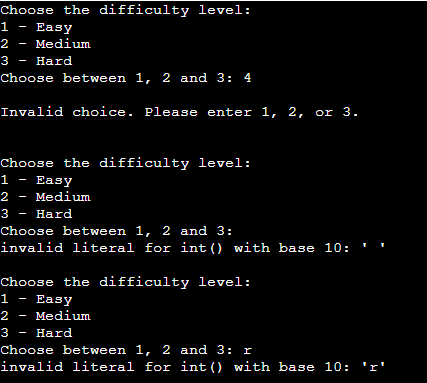 Choose the difficulty level:
1 - Easy
2 - Medium
3 - Hard
Choose between 1, 2 and 3: 4
Invalid choice. Please enter 1, 2, or 3.
Choose the difficulty level:
1 - Easy
2 - Medium
3 - Hard
Choose between 1, 2 and 3:
invalid literal for int() with base 10: ' '
Choose the difficulty level:
1 - Easy
2 - Medium
3 - Hard
Choose between 1, 2 and 3: r
invalid literal for int() with base 10: 'r'